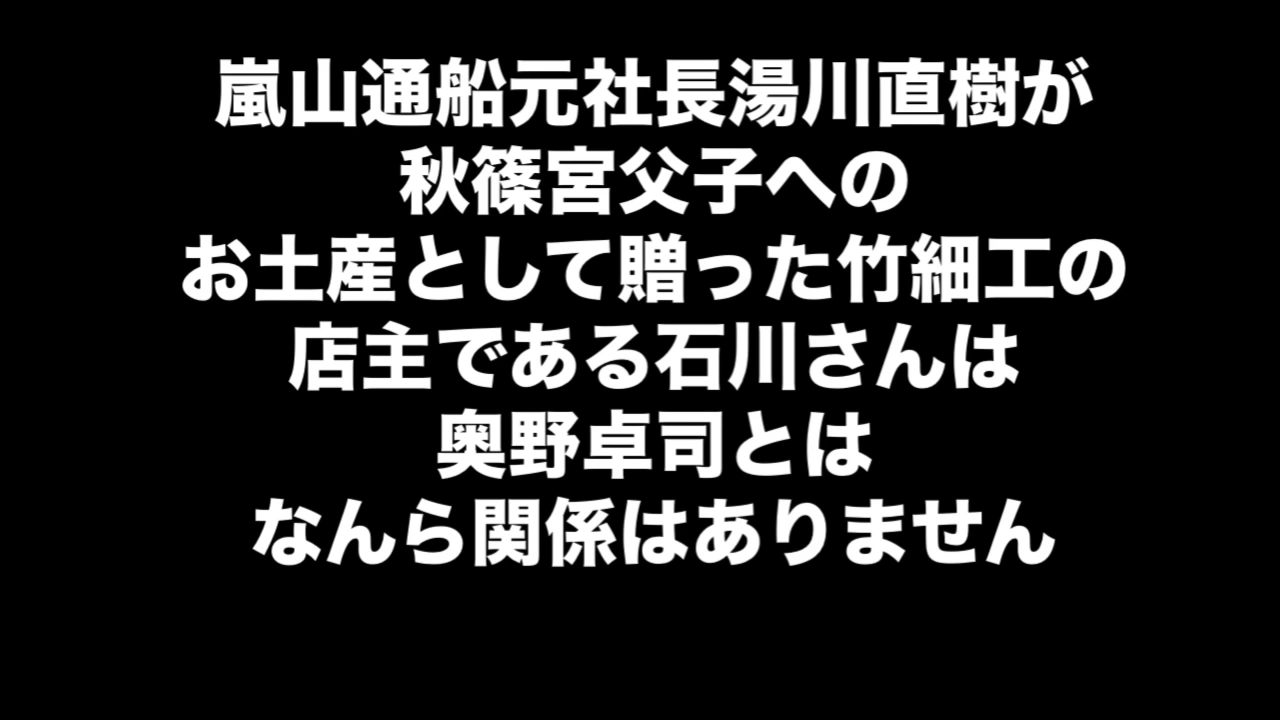 嵐山通船元社長湯川直樹が
秋篠宮父子への
お土産として贈った竹細工の
店主である石川さんは
奥野卓司とは
なんら関係はありません